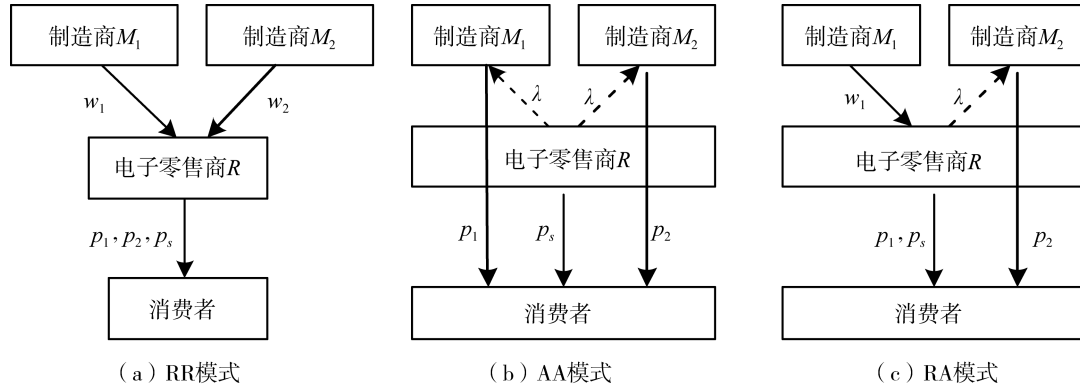 制造商M₁
制造商M₂
w₁
w₂
电子零售商R
p₁,p₂,pₛ
消费者
（a）RR模式
制造商M₁
制造商M₂
λ
λ
电子零售商R
p₁
pₛ
p₂
消费者
（b）AA模式
制造商M₁
制造商M₂
w₁
λ
电子零售商R
p₁,pₛ
p₂
消费者
（c）RA模式